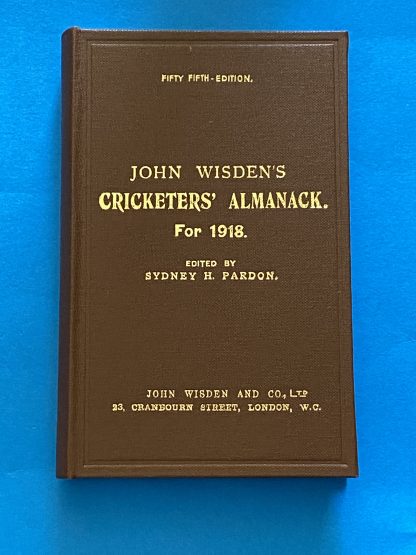 FIFTY FIFTH-EDITION.
JOHN WISDEN'S
CRICKETERS' ALMANACK.
For 1918.
EDITED BY
SYDNEY H. PARDON.
JOHN WISDEN AND CO., LTD
23, CRANBOURN STREET, LONDON, W.C.